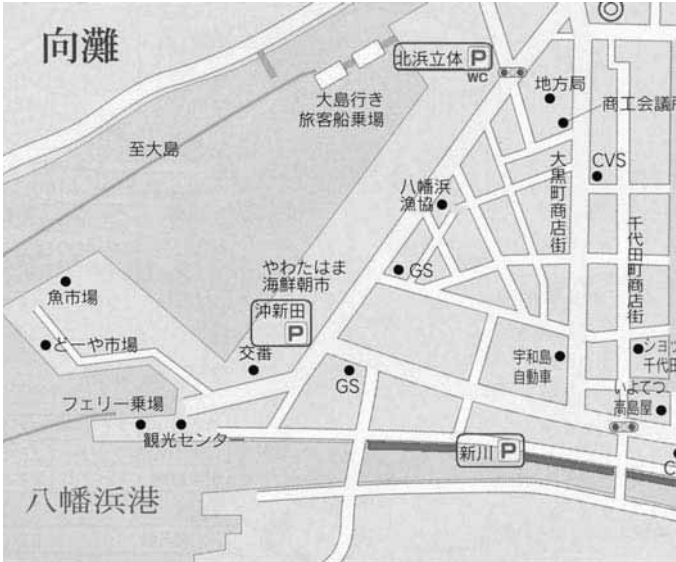 向灘
北浜立体 P
WC
地方局
大島行き
旅客船乗場
商工会議所
至大島
CVS
八幡浜
漁協
大黒町商店街
千代田町商店街
やわたはま
海鮮朝市
GS
魚市場
沖新田
P
どーや市場
交番
GS
宇和島
自動車
ショッ
千代田
いよてつ
高島屋
フェリー乗場
観光センター
新川 P
八幡浜港
C